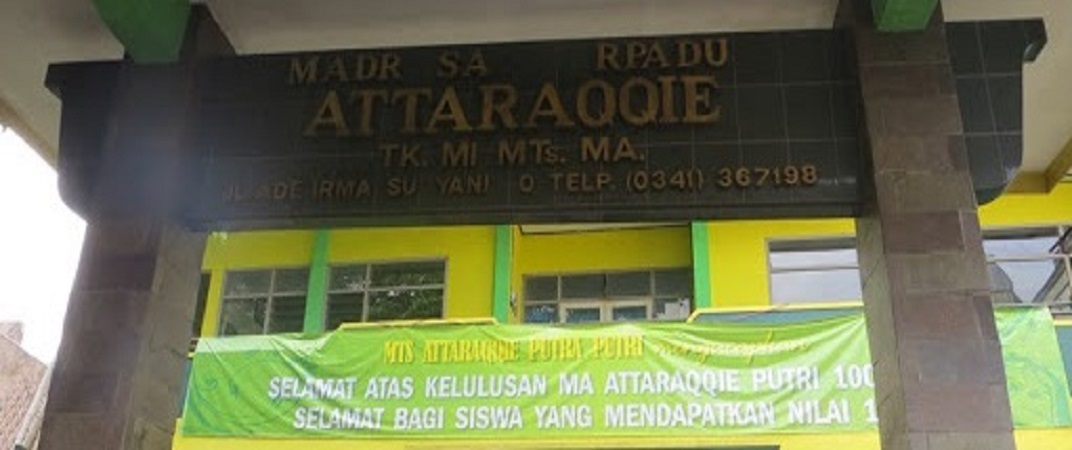 MADR SA RPADU
ATTARAQQIE
TK. MI MTs. MA.
JL. ADE IRMA SU YANI O TELP. (0341) 367198
MTS ATTARAQQIE PUTRA PUTRI mengucapkan
SELAMAT ATAS KELULUSAN MA ATTARAQQIE PUTRI 100
SELAMAT BAGI SISWA YANG MENDAPATKAN NILAI 1